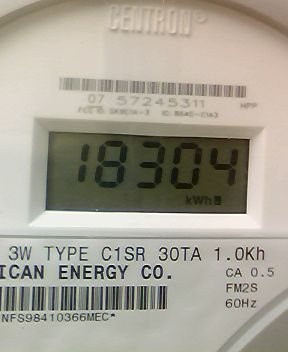 CENTRON®
07 57245311 HPP
18304
kWh
3W TYPE C1SR 30TA 1.0Kh
ICAN ENERGY CO. CA 0.5
FM2S
60Hz
NFS98410366MEC*